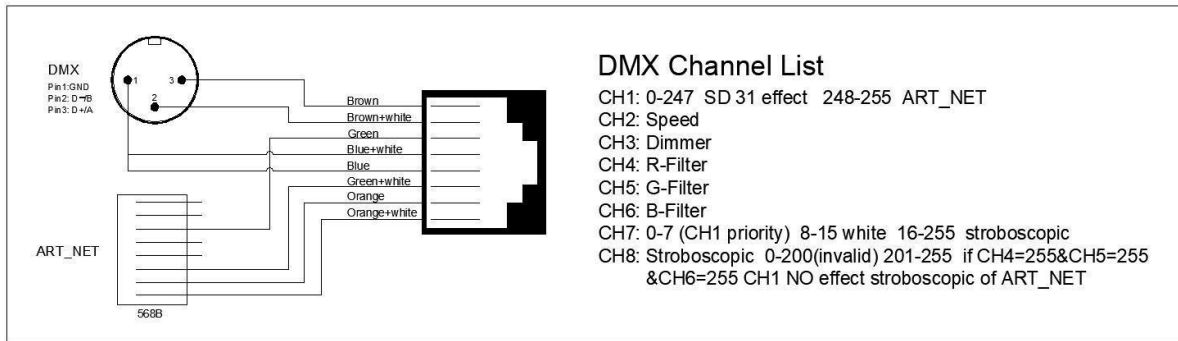 DMX
Pin1:GND
Pin2: D-/B
Pin3: D+/A
1
2
3
Brown
Brown+white
Green
Blue+white
Blue
Green+white
Orange
Orange+white
ART_NET
568B
DMX Channel List
CH1: 0-247 SD 31 effect 248-255 ART_NET
CH2: Speed
CH3: Dimmer
CH4: R-Filter
CH5: G-Filter
CH6: B-Filter
CH7: 0-7 (CH1 priority) 8-15 white 16-255 stroboscopic
CH8: Stroboscopic 0-200(invalid) 201-255 if CH4=255&CH5=255
&CH6=255 CH1 NO effect stroboscopic of ART_NET